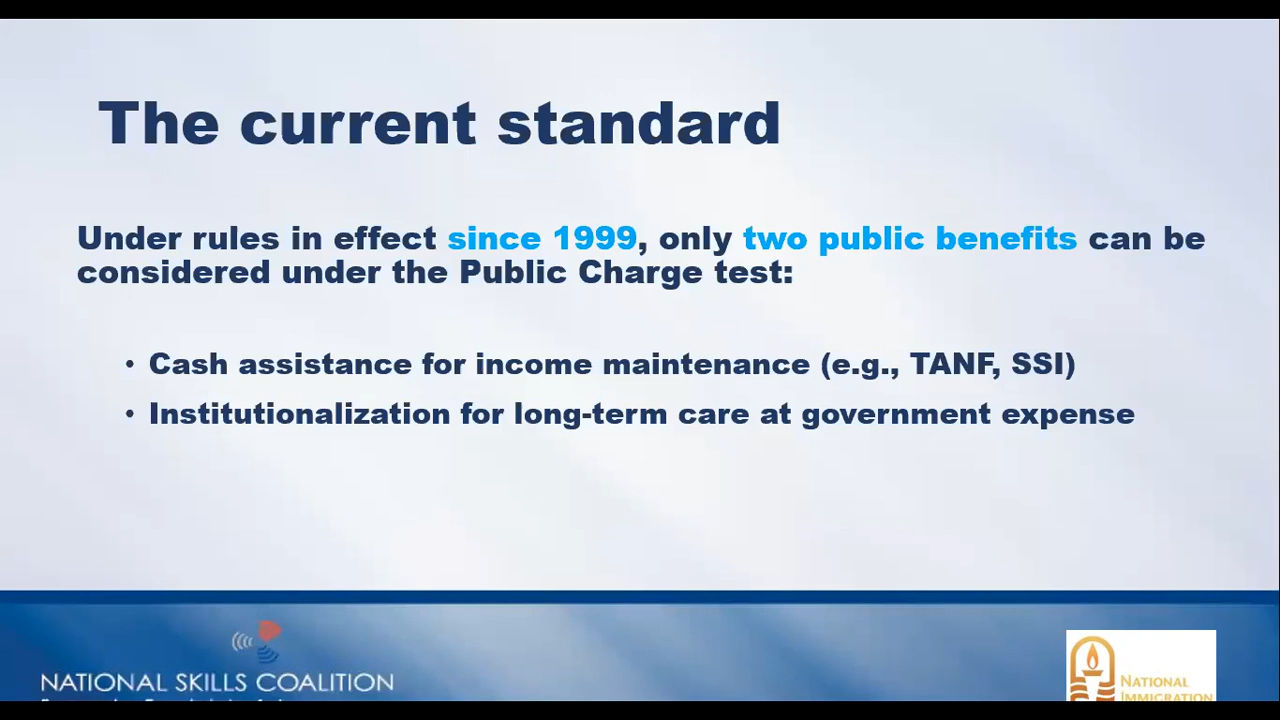 The current standard
Under rules in effect since 1999, only two public benefits can be
considered under the Public Charge test:
• Cash assistance for income maintenance (e.g., TANF, SSI)
• Institutionalization for long-term care at government expense
NATIONAL SKILLS COALITION
NATIONAL
IMMIGRATION